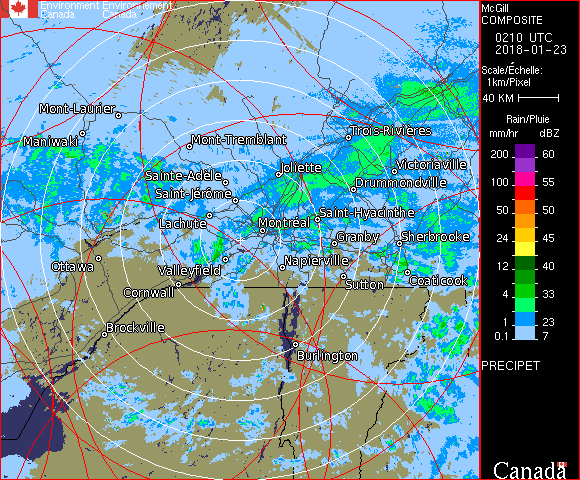 Environment Environnement
Canada Canada
McGill
COMPOSITE
0210 UTC
2018-01-23
Scale/Échelle:
1km/Pixel
40 KM
Rain/Pluie
mm/hr dBZ
200 60
100 55
50 50
24 45
12 40
4 33
1 23
0.1 7
PRECIPET
Canada
Mont-Laurier
Maniwaki
Mont-Tremblant
Trois-Rivières
Sainte-Adèle
Joliette
Victoriaville
Saint-Jérôme
Drummondville
Lachute
Montréal
Saint-Hyacinthe
Granby
Sherbrooke
Ottawa
Valleyfield
Napierville
Cornwall
Sutton
Coaticook
Brockville
Burlington